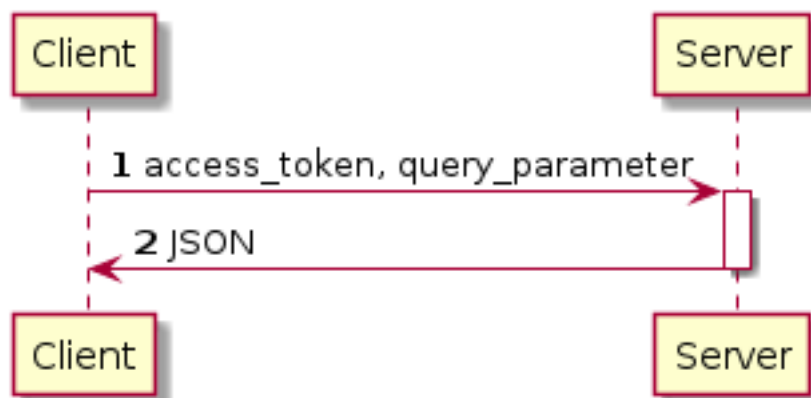 Client Server
1 access_token, query_parameter
2 JSON
Client Server